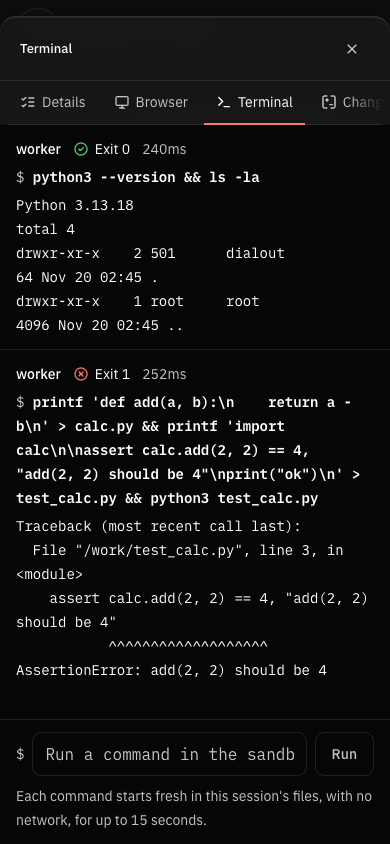 Terminal
Details Browser Terminal Chang
worker Exit 0 240ms
$ python3 --version && ls -la
Python 3.13.18
total 4
drwxr-xr-x    2 501      dialout
64 Nov 20 02:45 .
drwxr-xr-x    1 root     root
4096 Nov 20 02:45 ..
worker Exit 1 252ms
$ printf 'def add(a, b):\n    return a -
b\n' > calc.py && printf 'import
calc\n\nassert calc.add(2, 2) == 4,
"add(2, 2) should be 4"\nprint("ok")\n' >
test_calc.py && python3 test_calc.py
Traceback (most recent call last):
  File "/work/test_calc.py", line 3, in
<module>
    assert calc.add(2, 2) == 4, "add(2, 2)
should be 4"
           ^^^^^^^^^^^^^^^^^^^
AssertionError: add(2, 2) should be 4
$ Run a command in the sandb Run
Each command starts fresh in this session's files, with no
network, for up to 15 seconds.